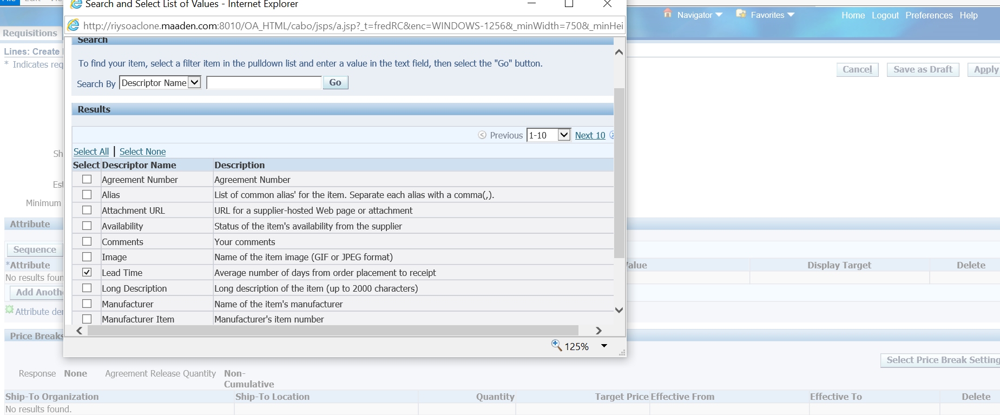 Search and Select List of Values - Internet Explorer
http://riysoaclone.maaden.com:8010/OA_HTML/cabo/jsps/a.jsp?_t=fredRC&enc=WINDOWS-1256&_minWidth=750&_minHei
Navigator Favorites Home Logout Preferences Help
Requisitions
Search
Lines: Create
* Indicates req
To find your item, select a filter item in the pulldown list and enter a value in the text field, then select the "Go" button.
Cancel Save as Draft Apply
Search By Descriptor Name Go
Results
Previous 1-10 Next 10
Select All | Select None
Sh
Select Descriptor Name Description
Agreement Number Agreement Number
Est
Alias List of common alias' for the item. Separate each alias with a comma(,).
Minimum
Attachment URL URL for a supplier-hosted Web page or attachment
Attribute
Availability Status of the item's availability from the supplier
Comments Your comments
Sequence
Image Name of the item image (GIF or JPEG format)
*Attribute Value Display Target Delete
Lead Time Average number of days from order placement to receipt
No results foun
Long Description Long description of the item (up to 2000 characters)
Add Anoth
Manufacturer Name of the item's manufacturer
Attribute der
Manufacturer Item Manufacturer's item number
Price Breaks
125%
Select Price Break Setting
Response None Agreement Release Quantity Non-
Cumulative
Ship-To Organization Ship-To Location Quantity Target Price Effective From Effective To Delete
No results found.